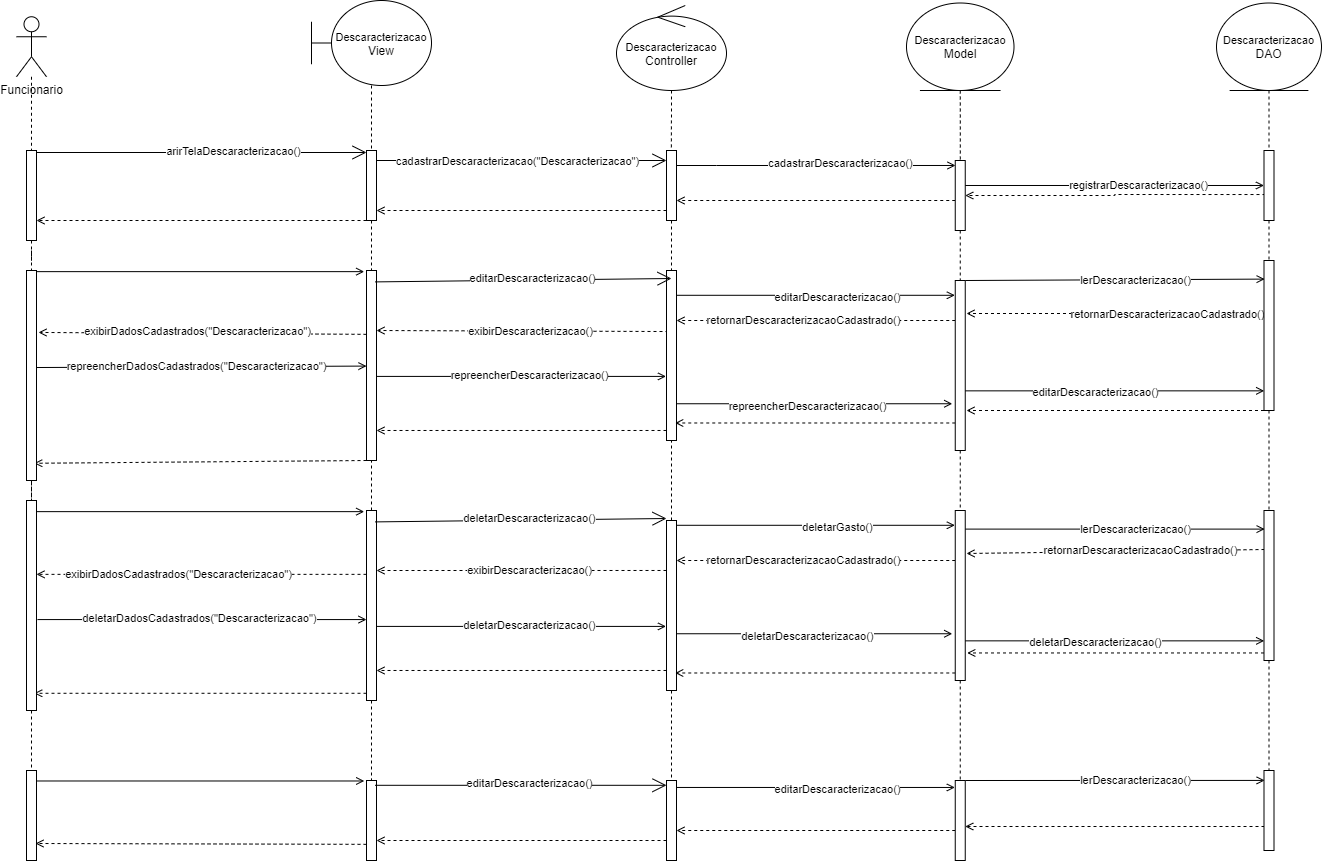 Descaracterizacao
View
Descaracterizacao
Controller
Descaracterizacao
Model
Descaracterizacao
DAO
Funcionario
arirTelaDescaracterizacao()
cadastrarDescaracterizacao("Descaracterizacao")
cadastrarDescaracterizacao()
registrarDescaracterizacao()
editarDescaracterizacao()
editarDescaracterizacao()
lerDescaracterizacao()
retornarDescaracterizacaoCadastrado()
retornarDescaracterizacaoCadastrado()
exibirDescaracterizacao()
exibirDadosCadastrados("Descaracterizacao")
repreencherDadosCadastrados("Descaracterizacao")
repreencherDescaracterizacao()
repreencherDescaracterizacao()
editarDescaracterizacao()
deletarDescaracterizacao()
deletarGasto()
lerDescaracterizacao()
retornarDescaracterizacaoCadastrado()
retornarDescaracterizacaoCadastrado()
exibirDescaracterizacao()
exibirDadosCadastrados("Descaracterizacao")
deletarDadosCadastrados("Descaracterizacao")
deletarDescaracterizacao()
deletarDescaracterizacao()
deletarDescaracterizacao()
editarDescaracterizacao()
editarDescaracterizacao()
lerDescaracterizacao()